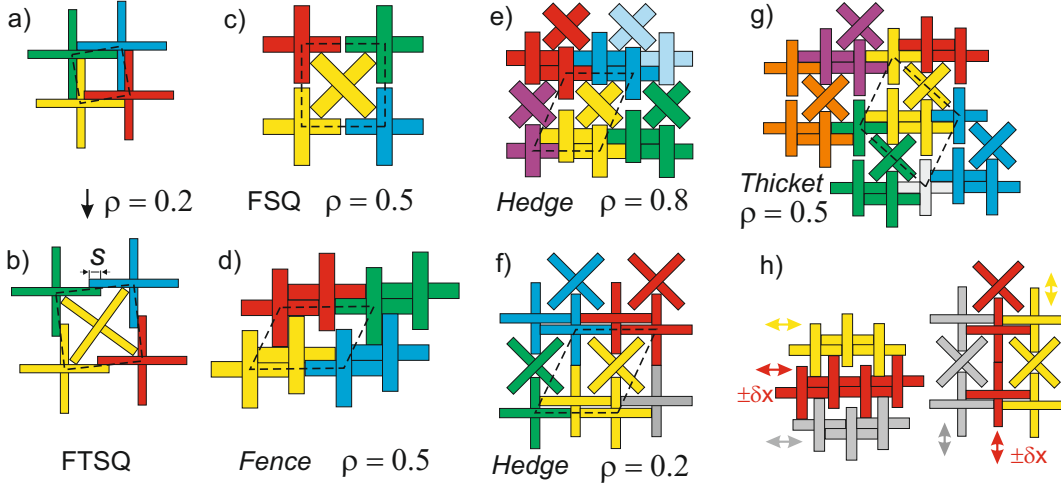 a)
ρ = 0.2
b)
s
FTSQ
c)
FSQ ρ = 0.5
d)
Fence ρ = 0.5
e)
Hedge ρ = 0.8
f)
Hedge ρ = 0.2
g)
Thicket
ρ = 0.5
h)
±δx
±δx